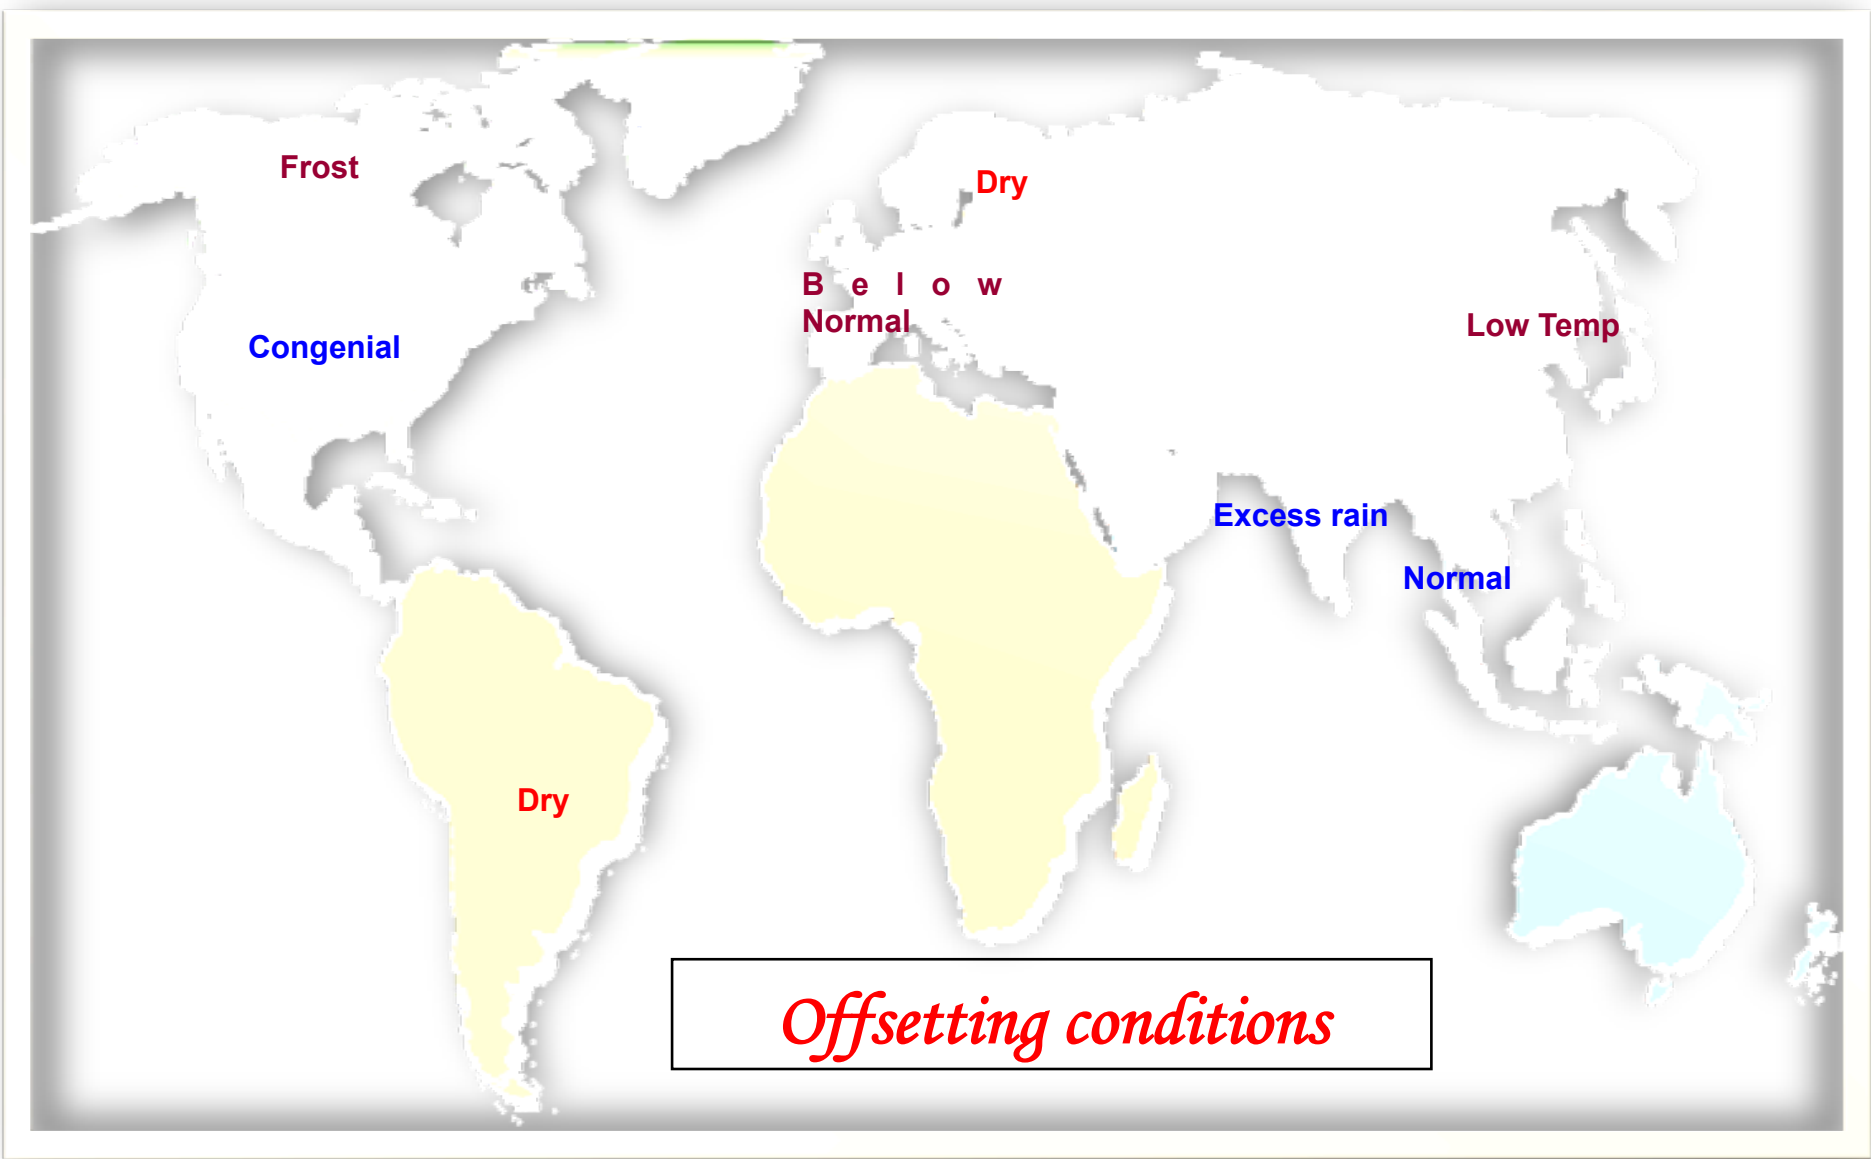 Frost
Dry
B e l o w
Normal
Low Temp
Congenial
Excess rain
Normal
Dry
Offsetting conditions